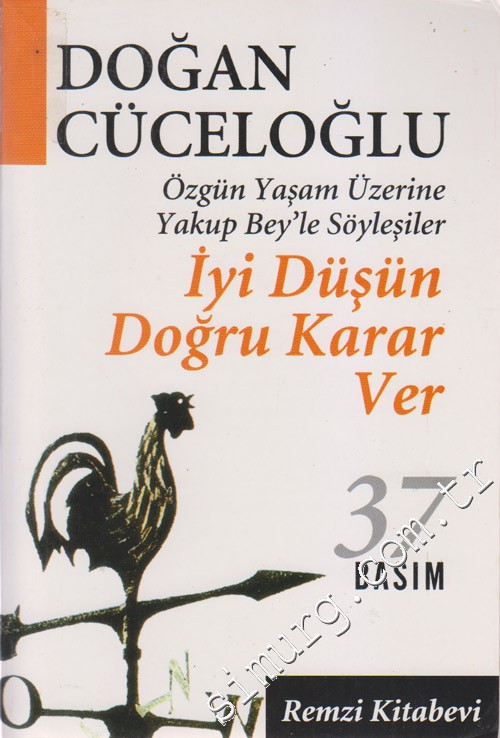 DOĞAN
CÜCELOĞLU
Özgün Yaşam Üzerine
Yakup Bey'le Söyleşiler
İyi Düşün
Doğru Karar
Ver
37
BASIM
simurg.com.tr
N
W
Remzi Kitabevi